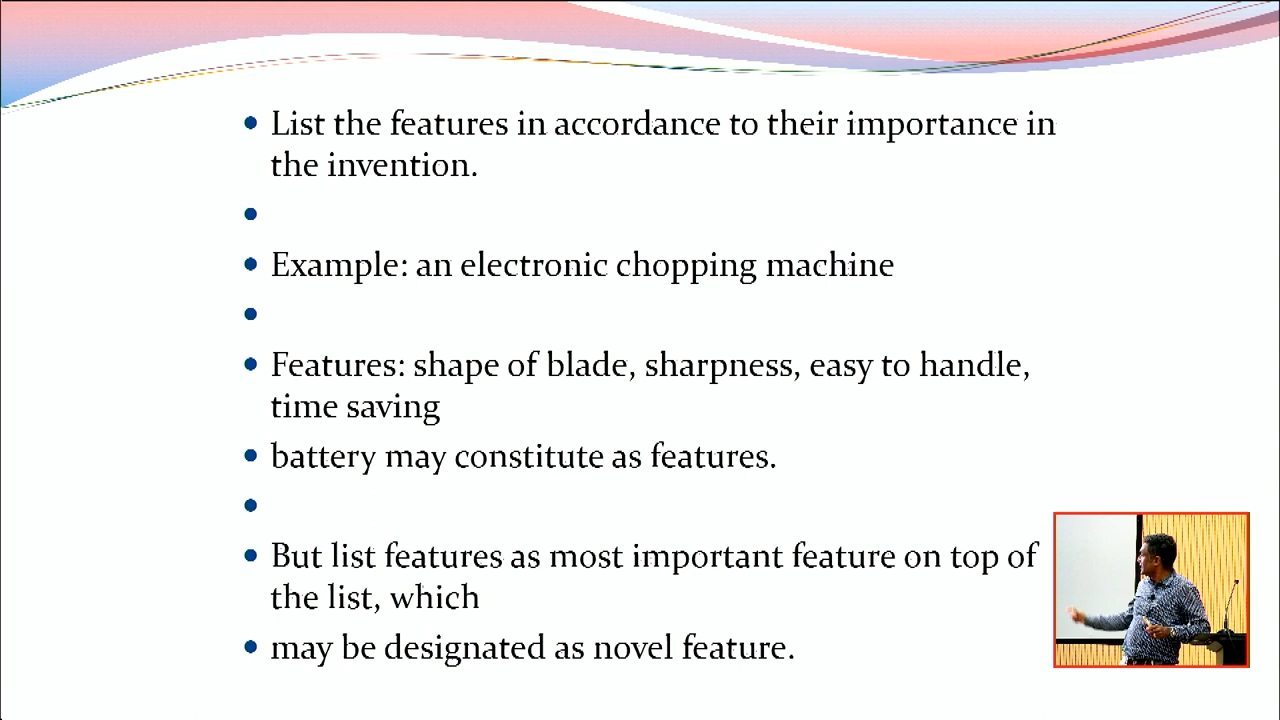 • List the features in accordance to their importance in
the invention.
•
• Example: an electronic chopping machine
•
• Features: shape of blade, sharpness, easy to handle,
time saving
• battery may constitute as features.
•
• But list features as most important feature on top of
the list, which
• may be designated as novel feature.